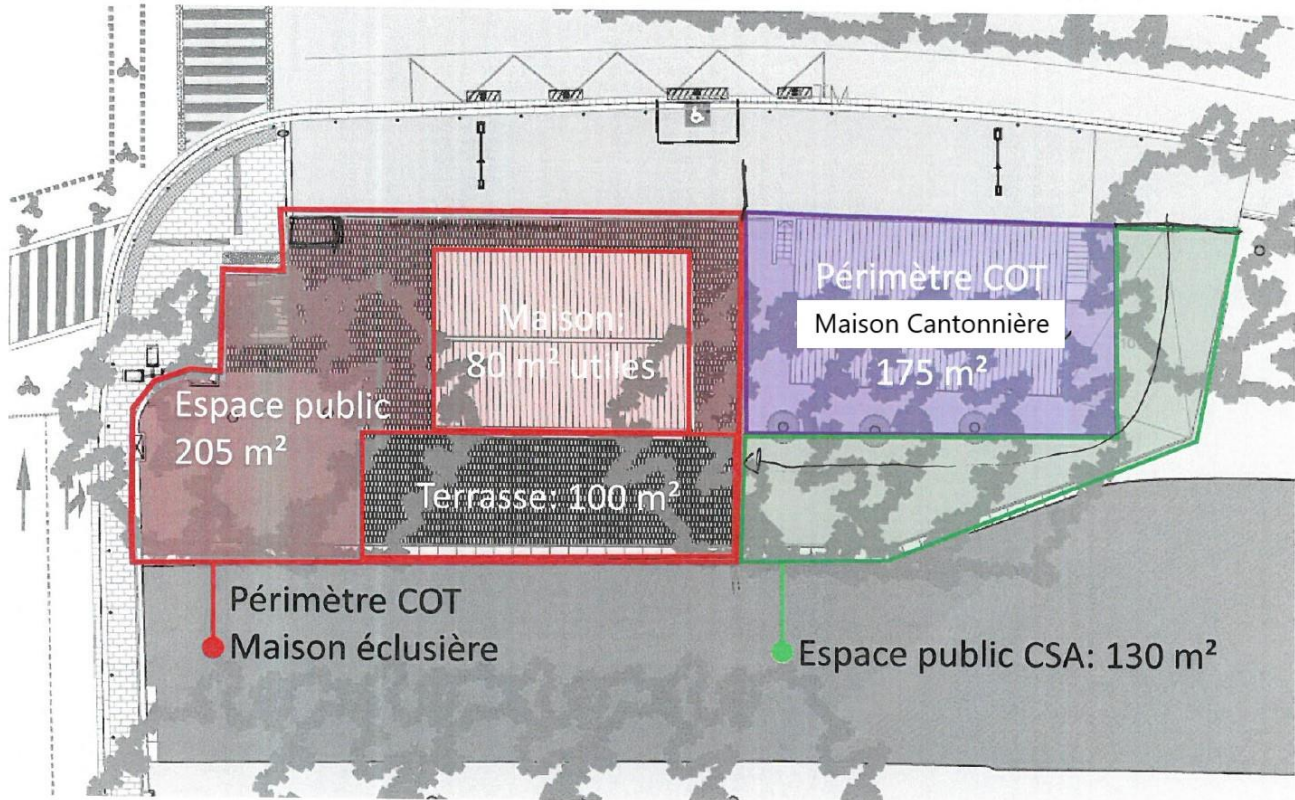 Périmètre COT
Maison Cantonnière
175 m²
Maison:
80 m² utiles
Espace public
205 m²
Terrasse: 100 m²
Périmètre COT
Maison éclusière
Espace public CSA: 130 m²